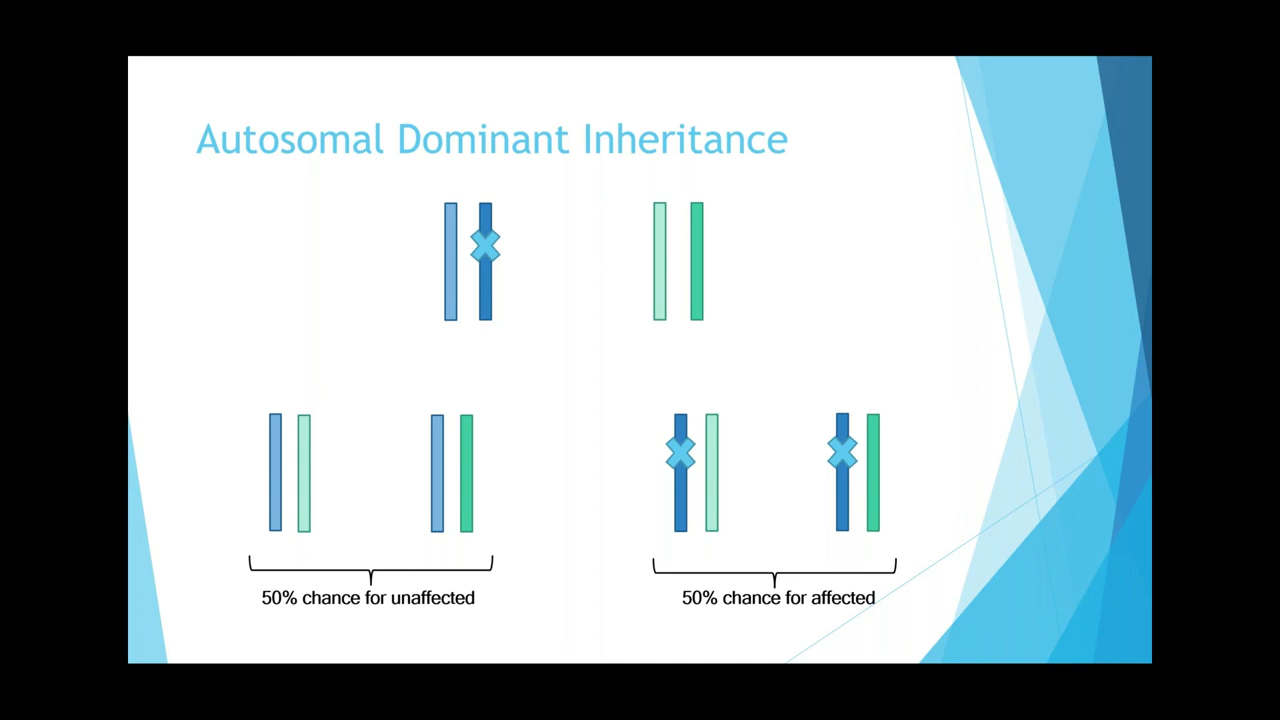 Autosomal Dominant Inheritance
50% chance for unaffected
50% chance for affected